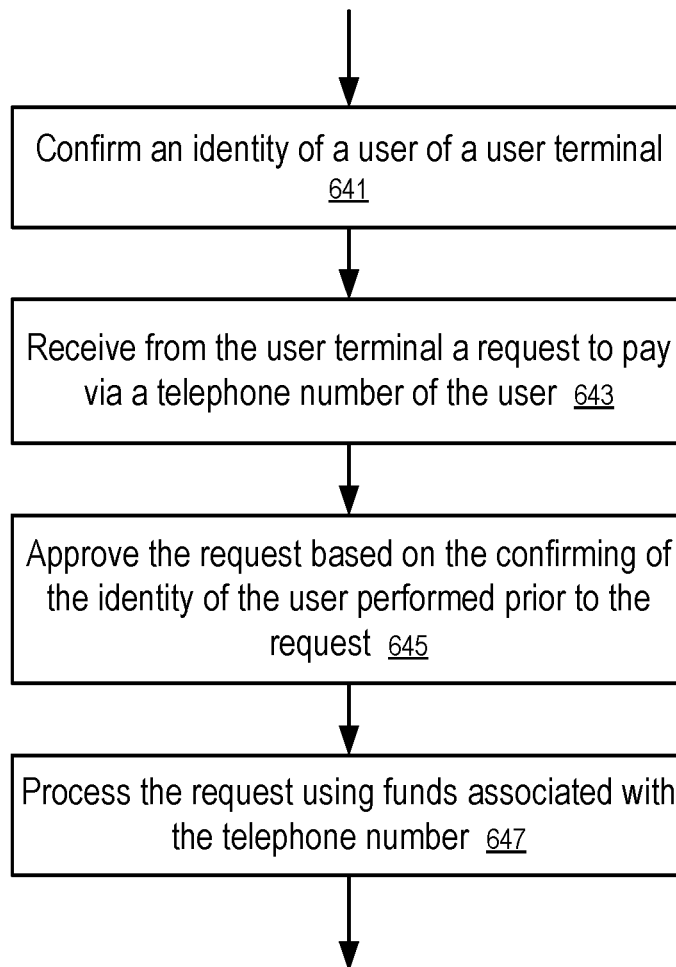 Confirm an identity of a user of a user terminal
641
Receive from the user terminal a request to pay
via a telephone number of the user 643
Approve the request based on the confirming of
the identity of the user performed prior to the
request 645
Process the request using funds associated with
the telephone number 647